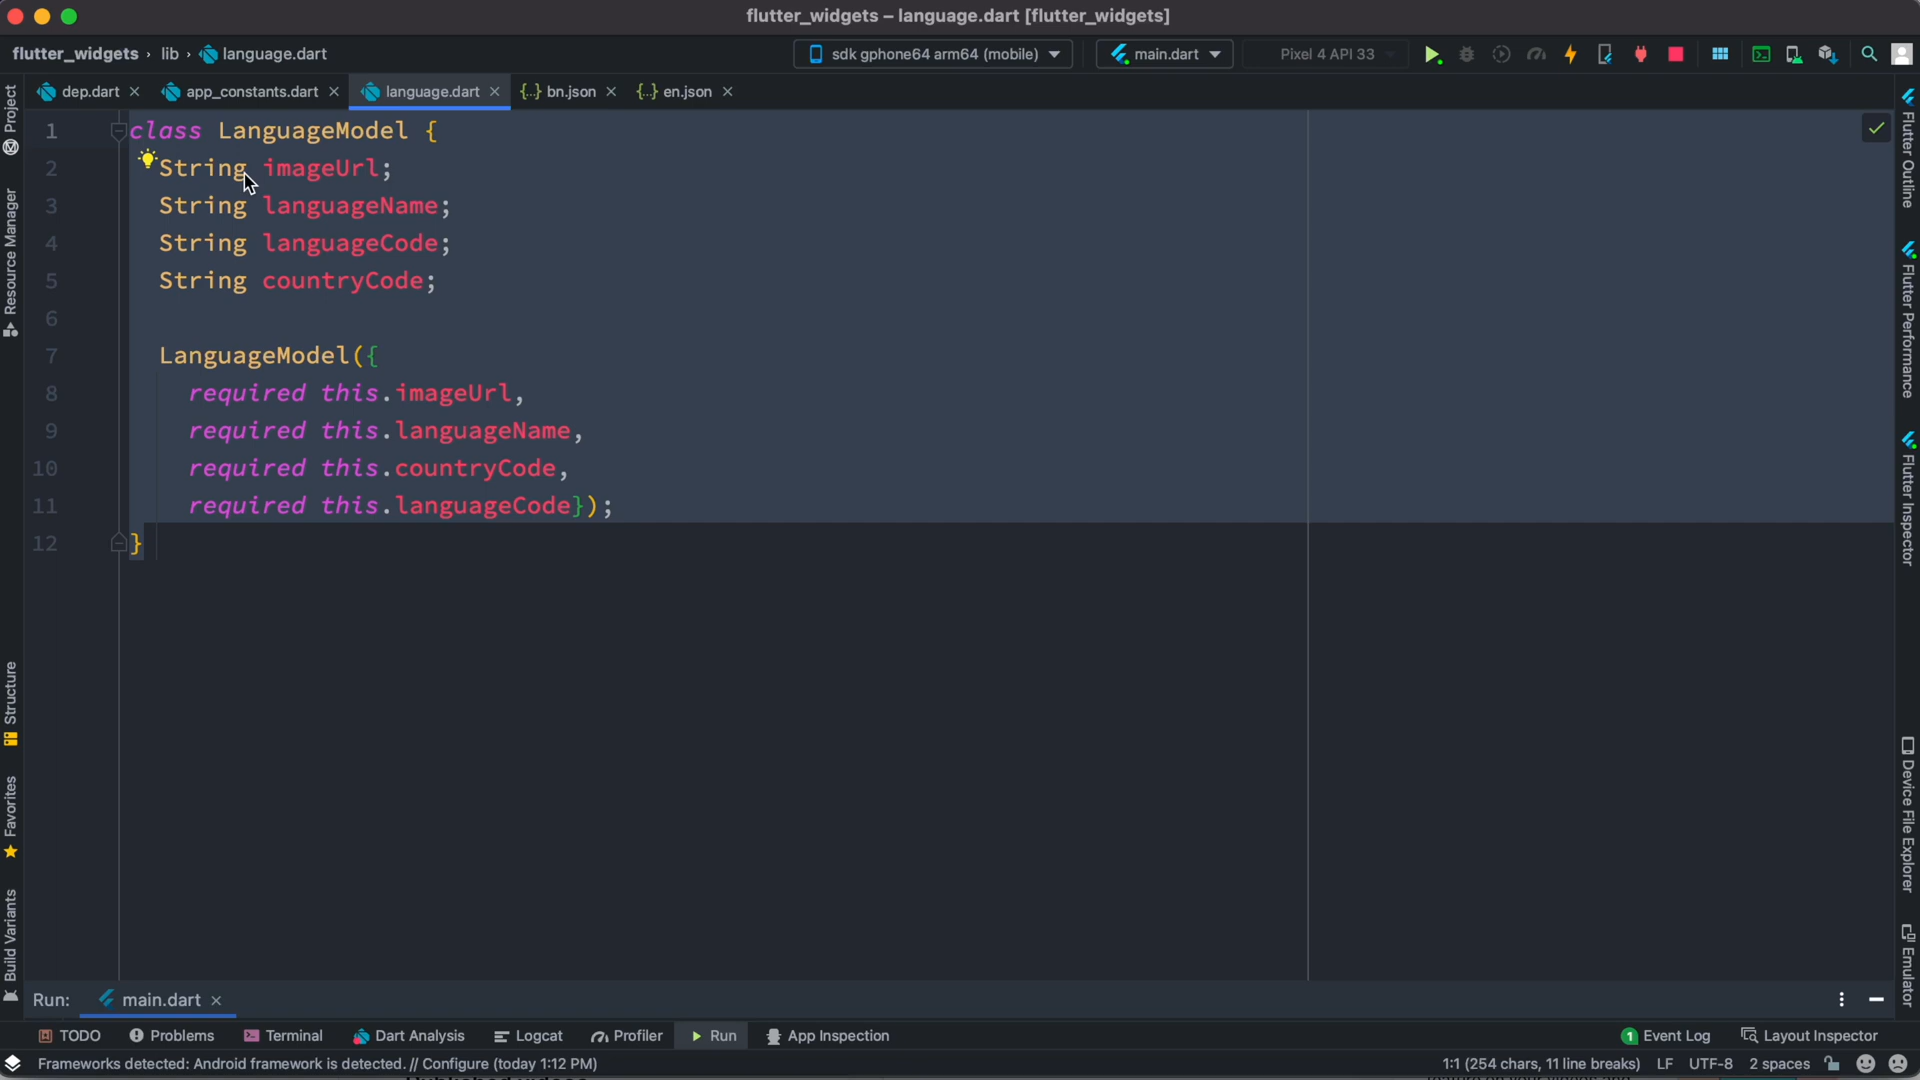 flutter_widgets – language.dart [flutter_widgets]
flutter_widgets › lib › language.dart
sdk gphone64 arm64 (mobile)
main.dart
Pixel 4 API 33
dep.dart
app_constants.dart
language.dart
bn.json
en.json
Project
Resource Manager
Structure
Favorites
Build Variants
1 class LanguageModel {
2 String imageUrl;
3 String languageName;
4 String languageCode;
5 String countryCode;
6
7 LanguageModel({
8 required this.imageUrl,
9 required this.languageName,
10 required this.countryCode,
11 required this.languageCode});
12 }
Flutter Outline
Flutter Performance
Flutter Inspector
Device File Explorer
Emulator
Run: main.dart
TODO Problems Terminal Dart Analysis Logcat Profiler Run App Inspection 1 Event Log Layout Inspector
Frameworks detected: Android framework is detected. // Configure (today 1:12 PM) 1:1 (254 chars, 11 line breaks) LF UTF-8 2 spaces